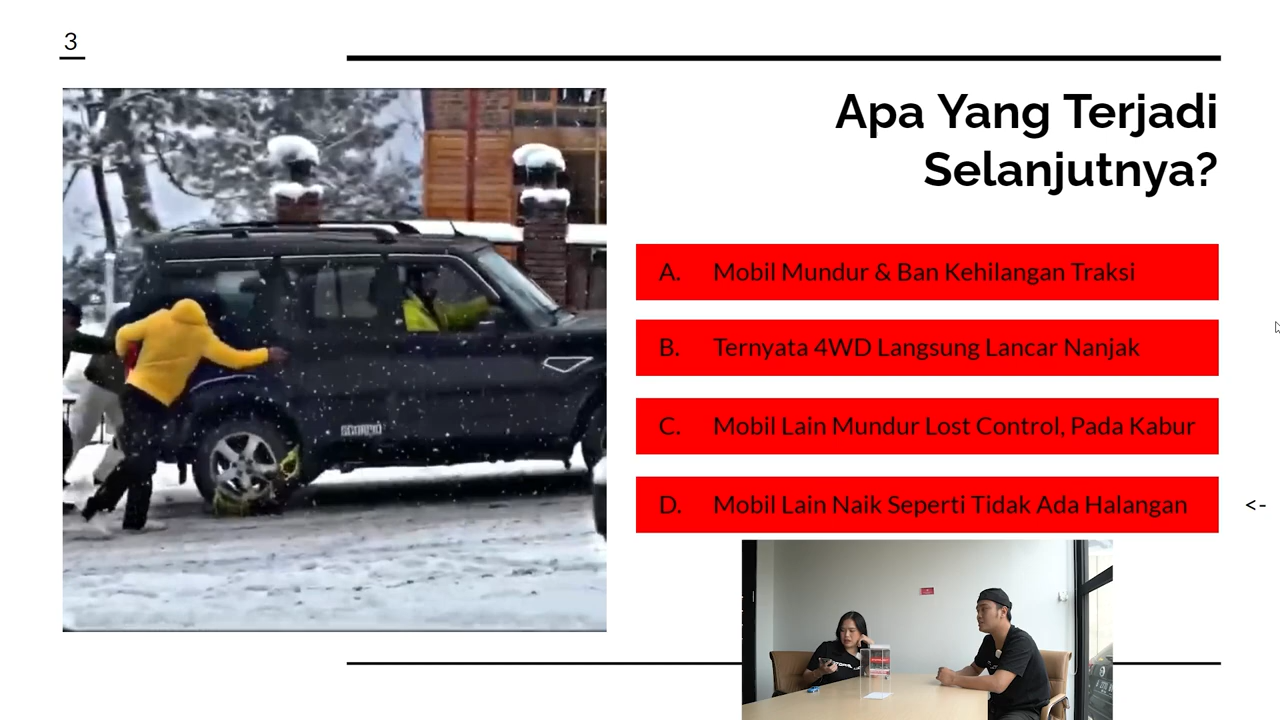 3
Apa Yang Terjadi
Selanjutnya?
A. Mobil Mundur & Ban Kehilangan Traksi
B. Ternyata 4WD Langsung Lancar Nanjak
C. Mobil Lain Mundur Lost Control, Pada Kabur
D. Mobil Lain Naik Seperti Tidak Ada Halangan
<-
SCORPIO